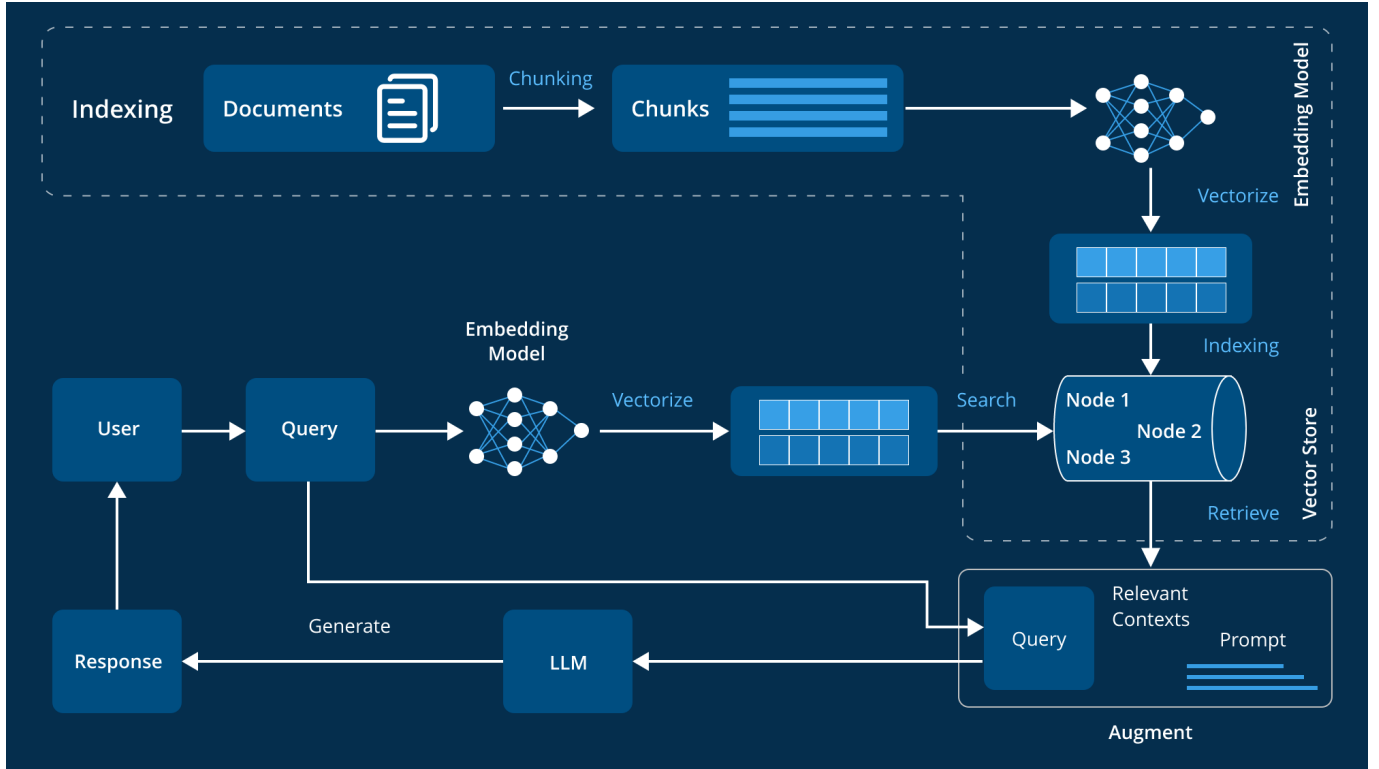 Indexing
Documents
Chunking
Chunks
Embedding Model
Vectorize
Indexing
Embedding
Model
User
Query
Vectorize
Search
Node 1
Node 2
Node 3
Vector Store
Retrieve
Response
Generate
LLM
Query
Relevant
Contexts
Prompt
Augment